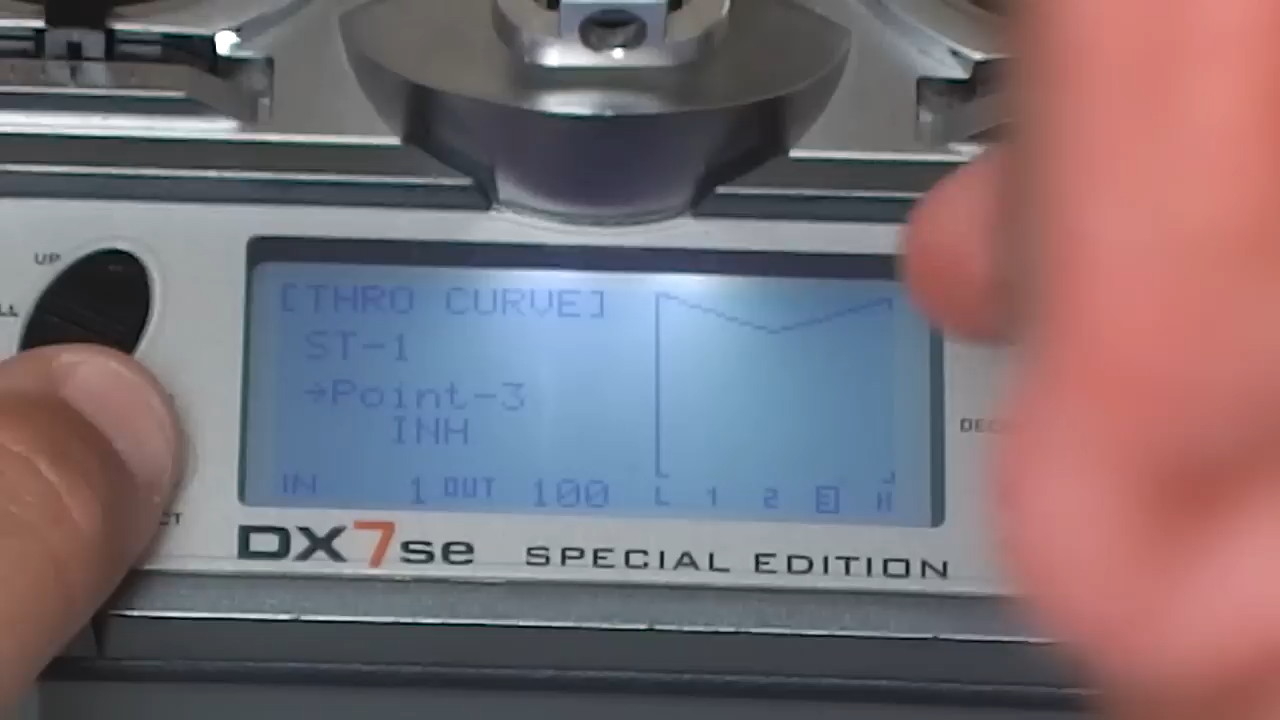 UP
[THRO CURVE]
ST-1
→Point-3
INH
IN 1 OUT 100
L 1 2 3 H
DX7se SPECIAL EDITION